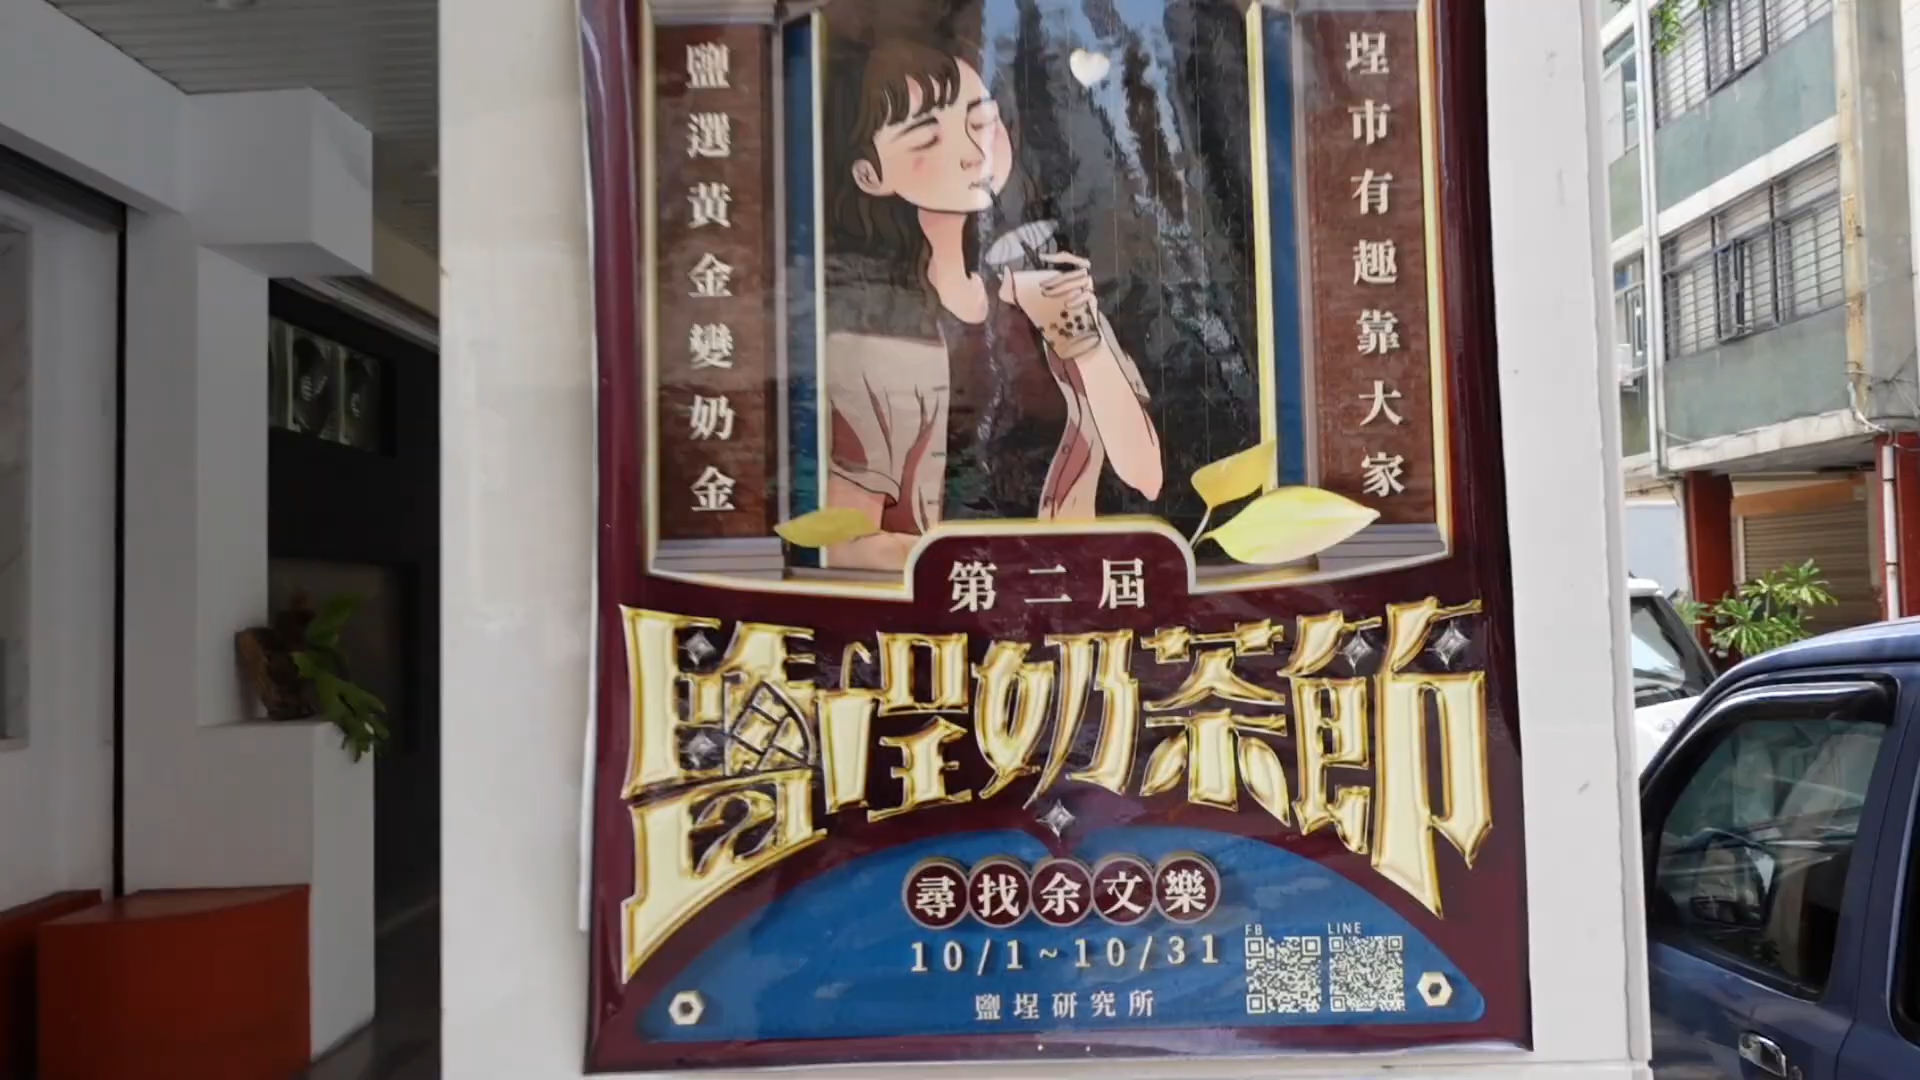 埕市有趣靠大家
鹽選黃金變奶金
第二屆
鹽埕奶茶節
尋找余文樂
10/1~10/31
FB LINE
鹽埕研究所